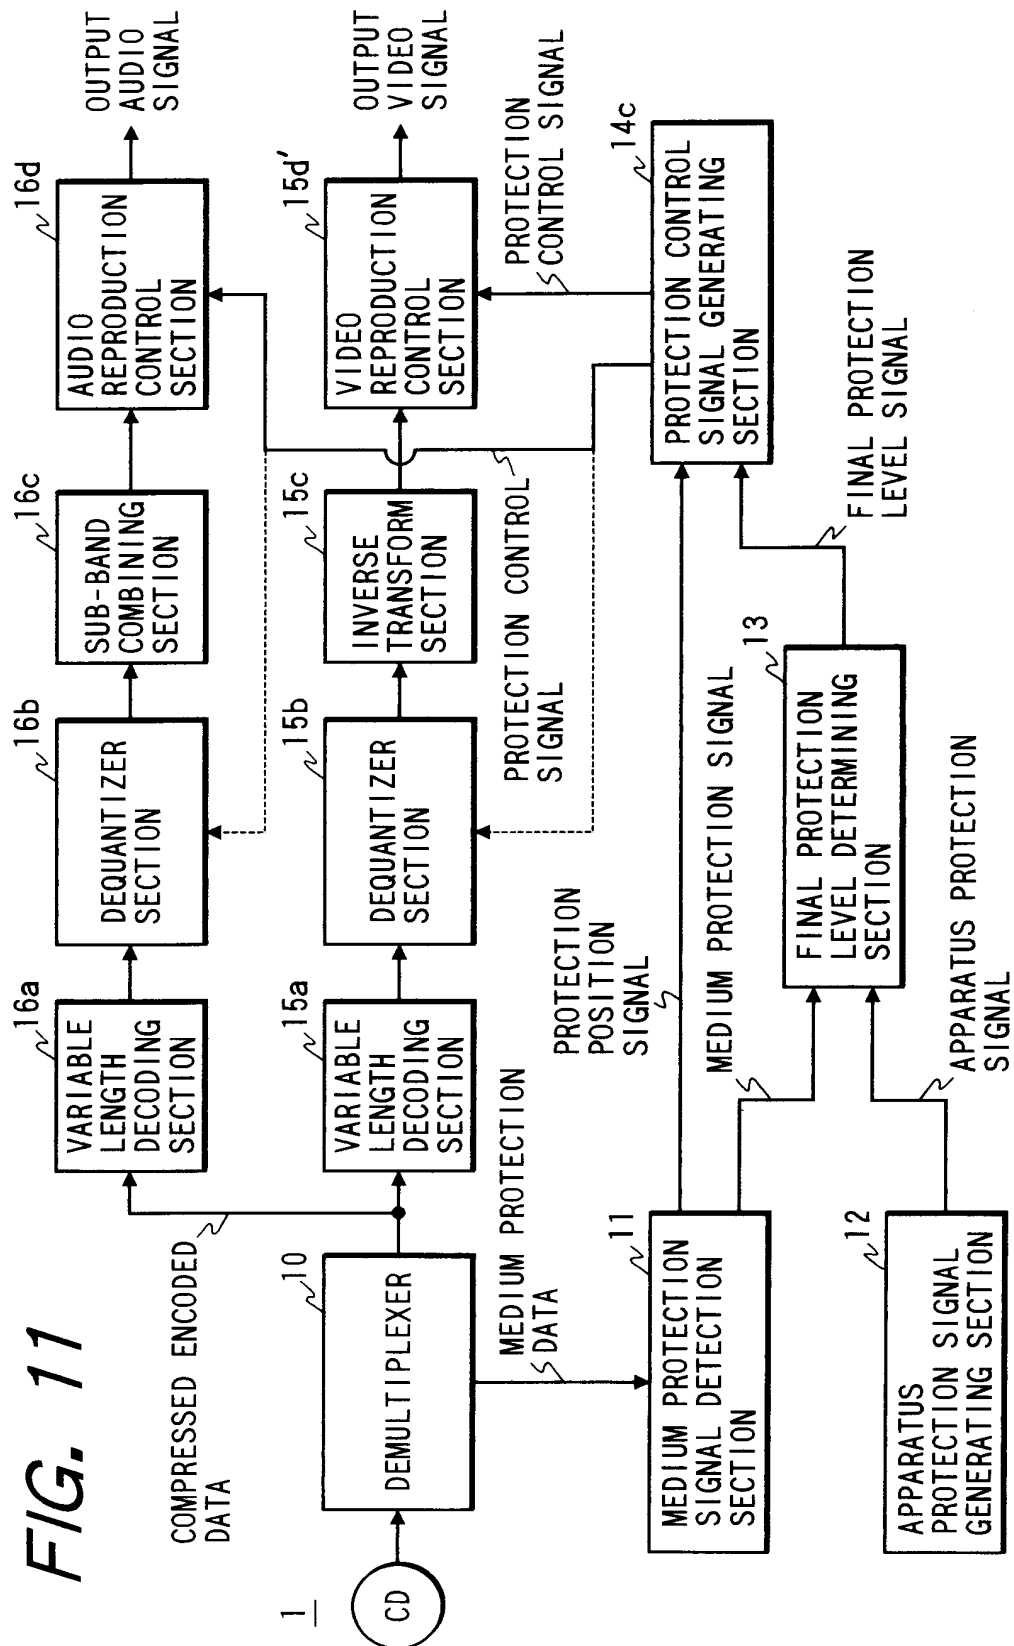 FIG. 11
1
CD
10
DEMUTIPLEXER
COMPRESSED ENCODED
DATA
MEDIUM PROTECTION
DATA
16a
VARIABLE
LENGTH
DECODING
SECTION
16b
DEQUANTIZER
SECTION
16c
SUB-BAND
COMBINING
SECTION
16d
AUDIO
REPRODUCTION
CONTROL
SECTION
OUTPUT
AUDIO
SIGNAL
15a
VARIABLE
LENGTH
DECODING
SECTION
15b
DEQUANTIZER
SECTION
15c
INVERSE
TRANSFORM
SECTION
15d'
VIDEO
REPRODUCTION
CONTROL
SECTION
OUTPUT
VIDEO
SIGNAL
PROTECTION CONTROL
SIGNAL
PROTECTION
CONTROL SIGNAL
11
MEDIUM PROTECTION
SIGNAL DETECTION
SECTION
PROTECTION
POSITION
SIGNAL
MEDIUM PROTECTION SIGNAL
14c
PROTECTION CONTROL
SIGNAL GENERATING
SECTION
12
APPARATUS
PROTECTION SIGNAL
GENERATING SECTION
APPARATUS PROTECTION
SIGNAL
13
FINAL PROTECTION
LEVEL DETERMINING
SECTION
FINAL PROTECTION
LEVEL SIGNAL